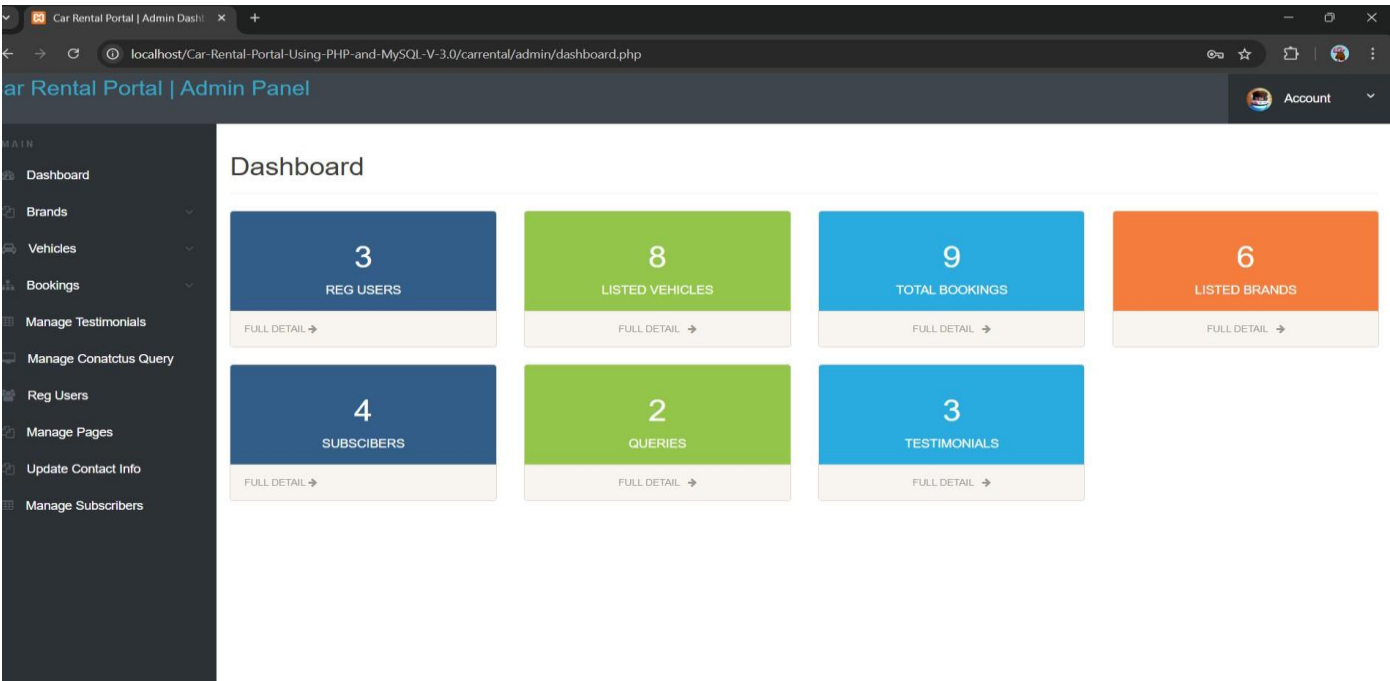 Car Rental Portal | Admin Dash
localhost/Car-Rental-Portal-Using-PHP-and-MySQL-V-3.0/carrental/admin/dashboard.php
ar Rental Portal | Admin Panel
Account
MAIN
Dashboard
Brands
Vehicles
Bookings
Manage Testimonials
Manage Conatctus Query
Reg Users
Manage Pages
Update Contact Info
Manage Subscribers
Dashboard
3
REG USERS
FULL DETAIL
8
LISTED VEHICLES
FULL DETAIL
9
TOTAL BOOKINGS
FULL DETAIL
6
LISTED BRANDS
FULL DETAIL
4
SUBSCIBERS
FULL DETAIL
2
QUERIES
FULL DETAIL
3
TESTIMONIALS
FULL DETAIL